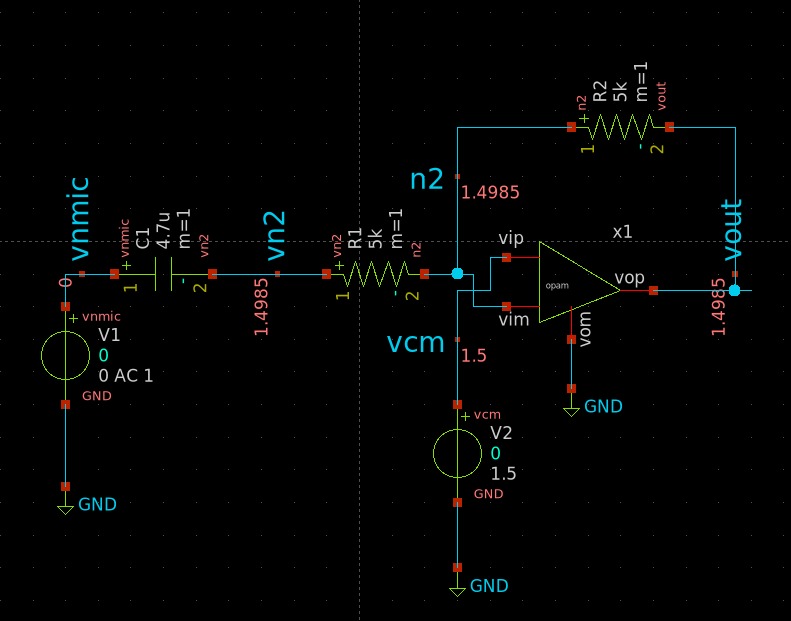 R2
5k
m=1
n2
+
vout
1
-
2
n2
1.4985
vnmic
0
vnmic
+
C1
4.7u
m=1
vn2
1
-
2
vn2
1.4985
vn2
+
R1
5k
m=1
n2
1
-
2
vip
x1
opam
vop
vim
vom
GND
vout
1.4985
+ vnmic
V1
0
0 AC 1
GND
GND
vcm
1.5
+ vcm
V2
0
1.5
GND
GND